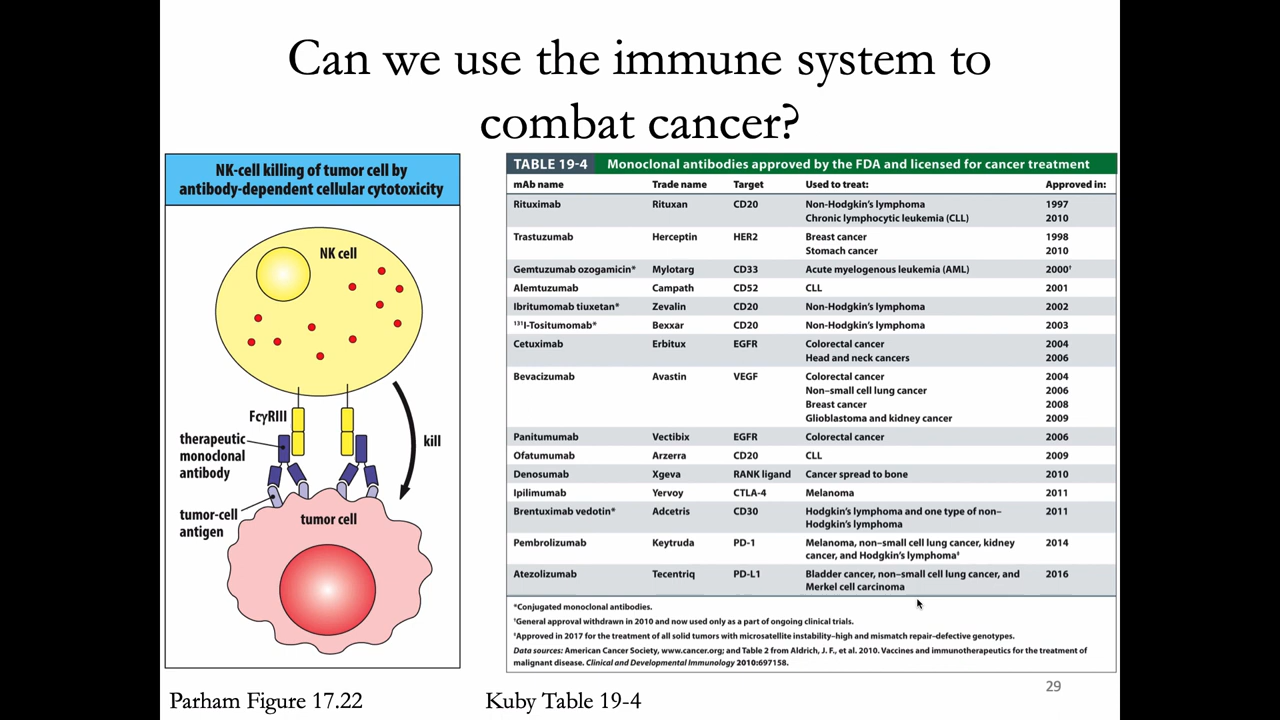 Can we use the immune system to
combat cancer?
NK-cell killing of tumor cell by
antibody-dependent cellular cytotoxicity
NK cell
FcγRIII
therapeutic
monoclonal
antibody
kill
tumor-cell
antigen
tumor cell
TABLE 19-4 Monoclonal antibodies approved by the FDA and licensed for cancer treatment
mAb name Trade name Target Used to treat: Approved in:
Rituximab Rituxan CD20 Non-Hodgkin's lymphoma 1997
Chronic lymphocytic leukemia (CLL) 2010
Trastuzumab Herceptin HER2 Breast cancer 1998
Stomach cancer 2010
Gemtuzumab ozogamicin* Mylotarg CD33 Acute myelogenous leukemia (AML) 2000†
Alemtuzumab Campath CD52 CLL 2001
Ibritumomab tiuxetan* Zevalin CD20 Non-Hodgkin's lymphoma 2002
¹³¹I-Tositumomab* Bexxar CD20 Non-Hodgkin's lymphoma 2003
Cetuximab Erbitux EGFR Colorectal cancer 2004
Head and neck cancers 2006
Bevacizumab Avastin VEGF Colorectal cancer 2004
Non–small cell lung cancer 2006
Breast cancer 2008
Glioblastoma and kidney cancer 2009
Panitumumab Vectibix EGFR Colorectal cancer 2006
Ofatumumab Arzerra CD20 CLL 2009
Denosumab Xgeva RANK ligand Cancer spread to bone 2010
Ipilimumab Yervoy CTLA-4 Melanoma 2011
Brentuximab vedotin* Adcetris CD30 Hodgkin's lymphoma and one type of non– 2011
Hodgkin's lymphoma
Pembrolizumab Keytruda PD-1 Melanoma, non–small cell lung cancer, kidney 2014
cancer, and Hodgkin's lymphoma‡
Atezolizumab Tecentriq PD-L1 Bladder cancer, non–small cell lung cancer, and 2016
Merkel cell carcinoma
*Conjugated monoclonal antibodies.
†General approval withdrawn in 2010 and now used only as a part of ongoing clinical trials.
‡Approved in 2017 for the treatment of all solid tumors with microsatellite instability–high and mismatch repair–defective genotypes.
Data sources: American Cancer Society, www.cancer.org; and Table 2 from Aldrich, J. F., et al. 2010. Vaccines and immunotherapeutics for the treatment of
malignant disease. Clinical and Developmental Immunology 2010:697158.
Parham Figure 17.22
Kuby Table 19-4
29